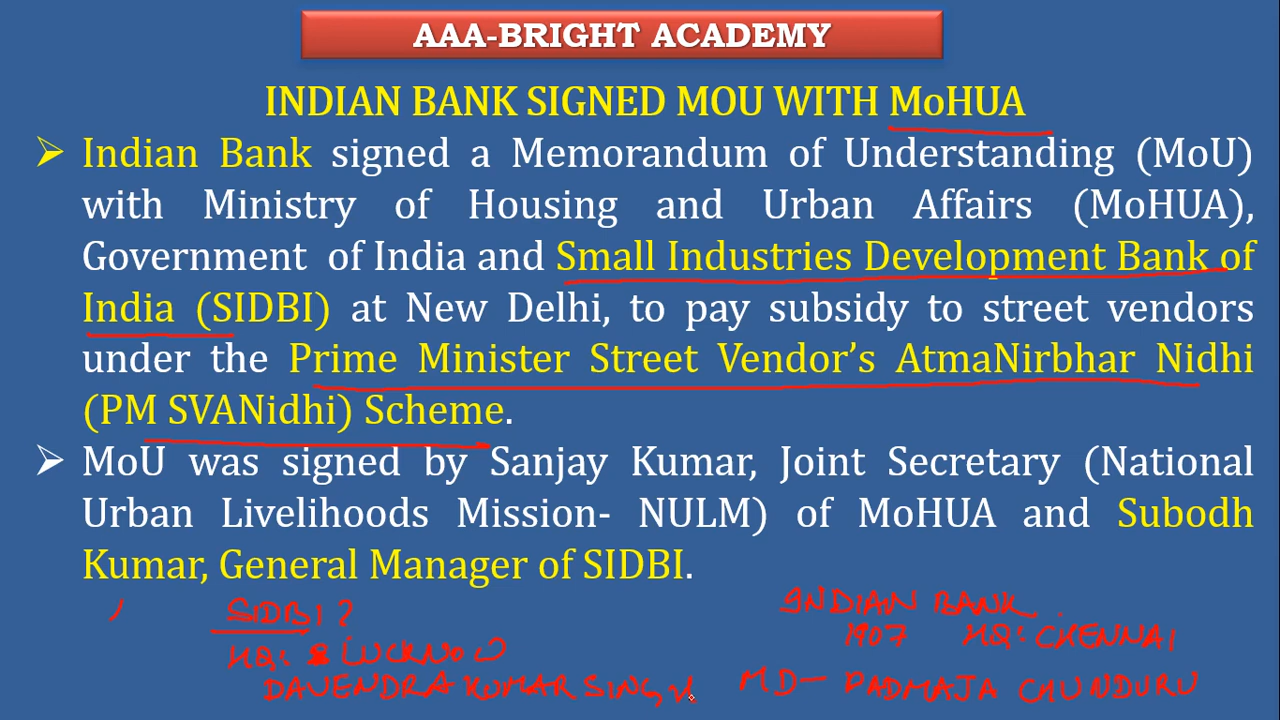 AAA-BRIGHT ACADEMY
INDIAN BANK SIGNED MOU WITH MoHUA
Indian Bank signed a Memorandum of Understanding (MoU)
with Ministry of Housing and Urban Affairs (MoHUA),
Government of India and Small Industries Development Bank of
India (SIDBI) at New Delhi, to pay subsidy to street vendors
under the Prime Minister Street Vendor’s AtmaNirbhar Nidhi
(PM SVANidhi) Scheme.
MoU was signed by Sanjay Kumar, Joint Secretary (National
Urban Livelihoods Mission- NULM) of MoHUA and Subodh
Kumar, General Manager of SIDBI.
SIDBI?
HQ: LUCKNOW
DAVENDRA KUMAR SINGH
INDIAN BANK
1907 HQ: CHENNAI
MD- PADMAJA CHUNDURU